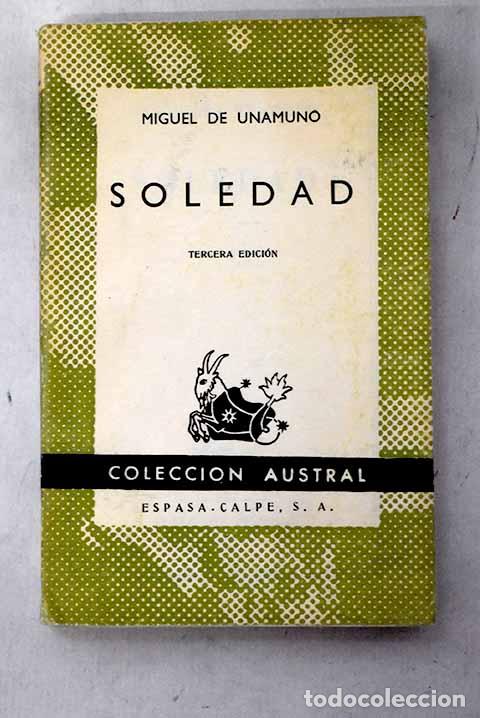 MIGUEL DE UNAMUNO
SOLEDAD
TERCERA EDICIÓN
COLECCION AUSTRAL
ESPASA-CALPE, S. A.
todocoleccion